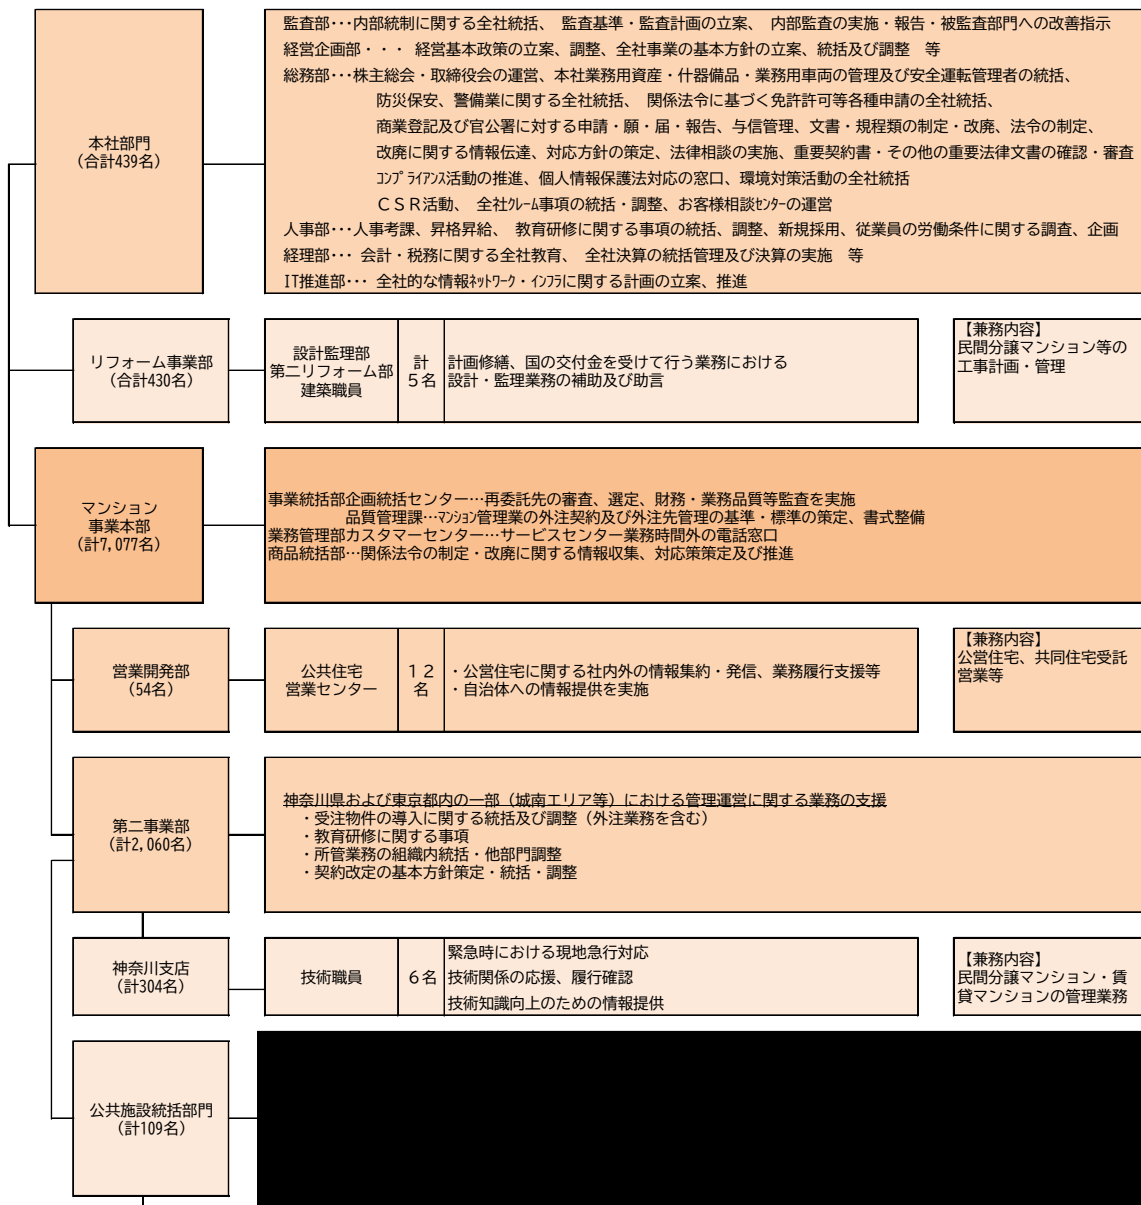 本社部門
(合計439名)
監査部･･･内部統制に関する全社統括、 監査基準・監査計画の立案、 内部監査の実施・報告・被監査部門への改善指示
経営企画部・・・ 経営基本政策の立案、調整、全社事業の基本方針の立案、統括及び調整 等
総務部･･･株主総会・取締役会の運営、本社業務用資産・什器備品・業務用車両の管理及び安全運転管理者の統括、
防災保安、警備業に関する全社統括、 関係法令に基づく免許許可等各種申請の全社統括、
商業登記及び官公署に対する申請・願・届・報告、与信管理、文書・規程類の制定・改廃、法令の制定、
改廃に関する情報伝達、対応方針の策定、法律相談の実施、重要契約書・その他の重要法律文書の確認・審査
ｺﾝﾌﾟﾗｲｱﾝｽ活動の推進、個人情報保護法対応の窓口、環境対策活動の全社統括
ＣＳＲ活動、 全社ｸﾚｰﾑ事項の統括・調整、お客様相談ｾﾝﾀｰの運営
人事部･･･人事考課、昇格昇給、 教育研修に関する事項の統括、調整、新規採用、従業員の労働条件に関する調査、企画
経理部･･･会計・税務に関する全社教育、 全社決算の統括管理及び決算の実施 等
IT推進部･･･ 全社的な情報ﾈｯﾄﾜｰｸ・ｲﾝﾌﾗに関する計画の立案、推進
リフォーム事業部
(合計430名)
設計監理部
第二リフォーム部
建築職員
計
５名
計画修繕、国の交付金を受けて行う業務における
設計・監理業務の補助及び助言
【兼務内容】
民間分譲マンション等の
工事計画・管理
マンション
事業本部
(計7,077名)
事業統括部企画統括センター…再委託先の審査、選定、財務・業務品質等監査を実施
品質管理課…ﾏﾝｼｮﾝ管理業の外注契約及び外注先管理の基準・標準の策定、書式整備
業務管理部カスタマーセンター…サービスセンター業務時間外の電話窓口
商品統括部…関係法令の制定・改廃に関する情報収集、対応策策定及び推進
営業開発部
(54名)
公共住宅
営業センター
１２
名
・公営住宅に関する社内外の情報集約・発信、業務履行支援等
・自治体への情報提供を実施
【兼務内容】
公営住宅、共同住宅受託
営業等
第二事業部
(計2,060名)
神奈川県および東京都内の一部（城南エリア等）における管理運営に関する業務の支援
・受注物件の導入に関する統括及び調整（外注業務を含む）
・教育研修に関する事項
・所管業務の組織内統括・他部門調整
・契約改定の基本方針策定・統括・調整
神奈川支店
(計304名)
技術職員
６名
緊急時における現地急行対応
技術関係の応援、履行確認
技術知識向上のための情報提供
【兼務内容】
民間分譲マンション・賃
貸マンションの管理業務
公共施設統括部門
(計109名)